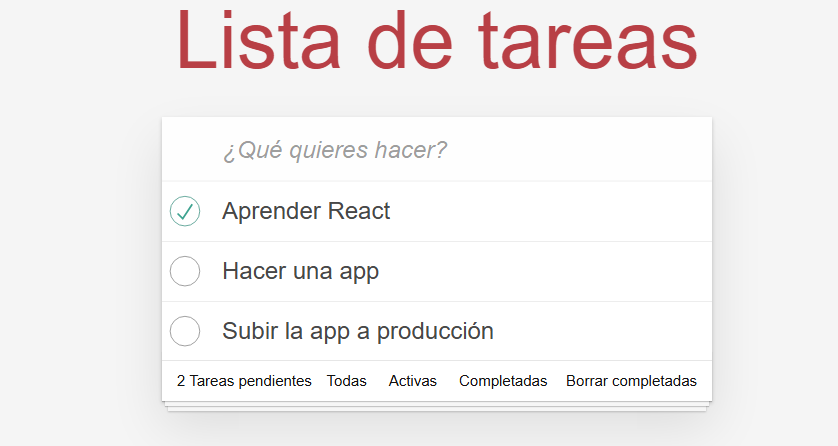 Lista de tareas
¿Qué quieres hacer?
Aprender React
Hacer una app
Subir la app a producción
2 Tareas pendientes Todas Activas Completadas Borrar completadas